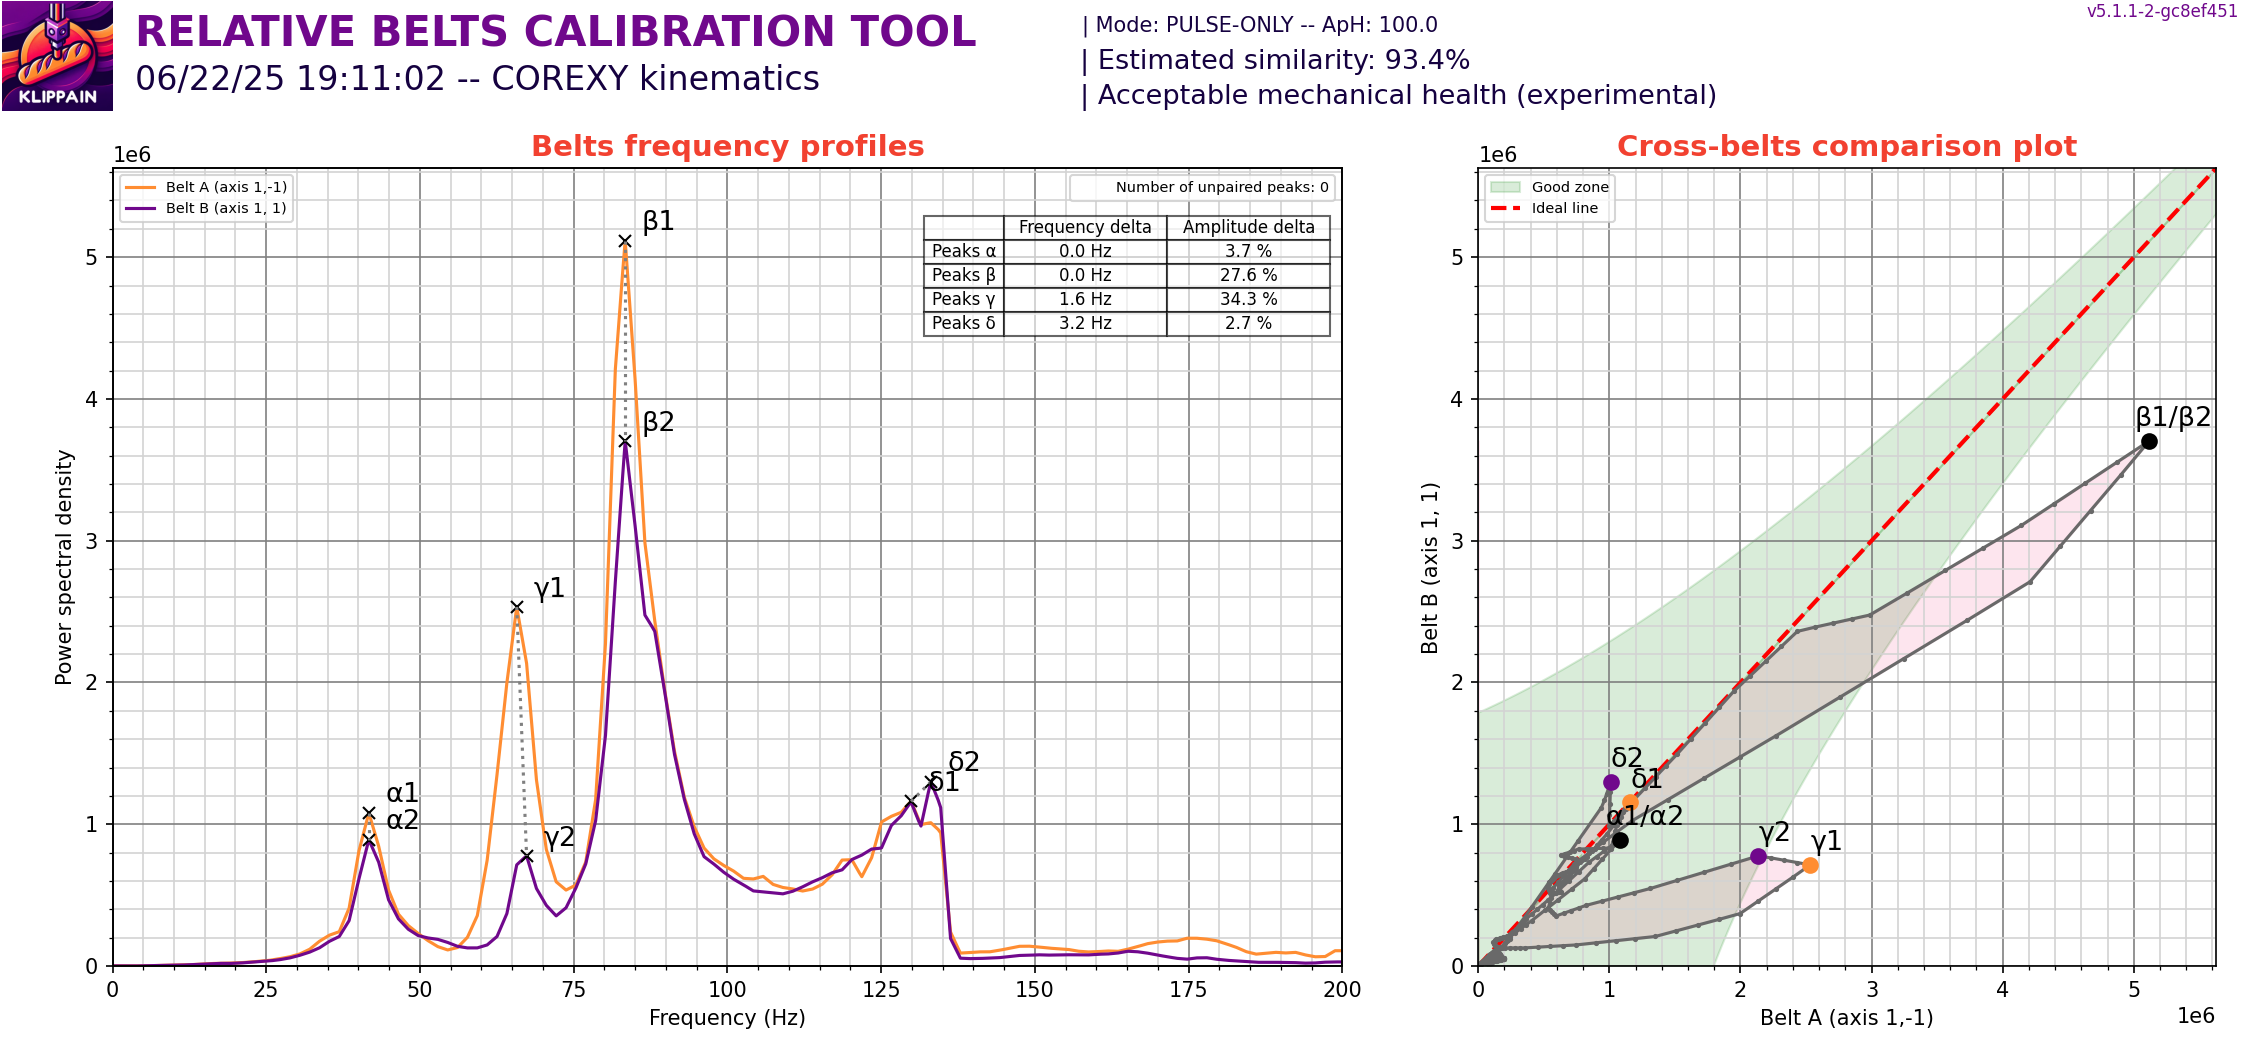 KLIPPAIN
RELATIVE BELTS CALIBRATION TOOL
06/22/25 19:11:02 -- COREXY kinematics
| Mode: PULSE-ONLY -- ApH: 100.0
| Estimated similarity: 93.4%
| Acceptable mechanical health (experimental)
v5.1.1-2-gc8ef451
Belts frequency profiles
1e6
Belt A (axis 1,-1)
Belt B (axis 1, 1)
Number of unpaired peaks: 0
Frequency delta Amplitude delta
Peaks α 0.0 Hz 3.7 %
Peaks β 0.0 Hz 27.6 %
Peaks γ 1.6 Hz 34.3 %
Peaks δ 3.2 Hz 2.7 %
β1
β2
γ1
γ2
α1
α2
δ2
δ1
5
4
3
2
1
0
Power spectral density
0 25 50 75 100 125 150 175 200
Frequency (Hz)
Cross-belts comparison plot
1e6
Good zone
Ideal line
β1/β2
δ2
δ1
α1/α2
γ2
γ1
5
4
3
2
1
0
Belt B (axis 1, 1)
0 1 2 3 4 5
Belt A (axis 1,-1)
1e6